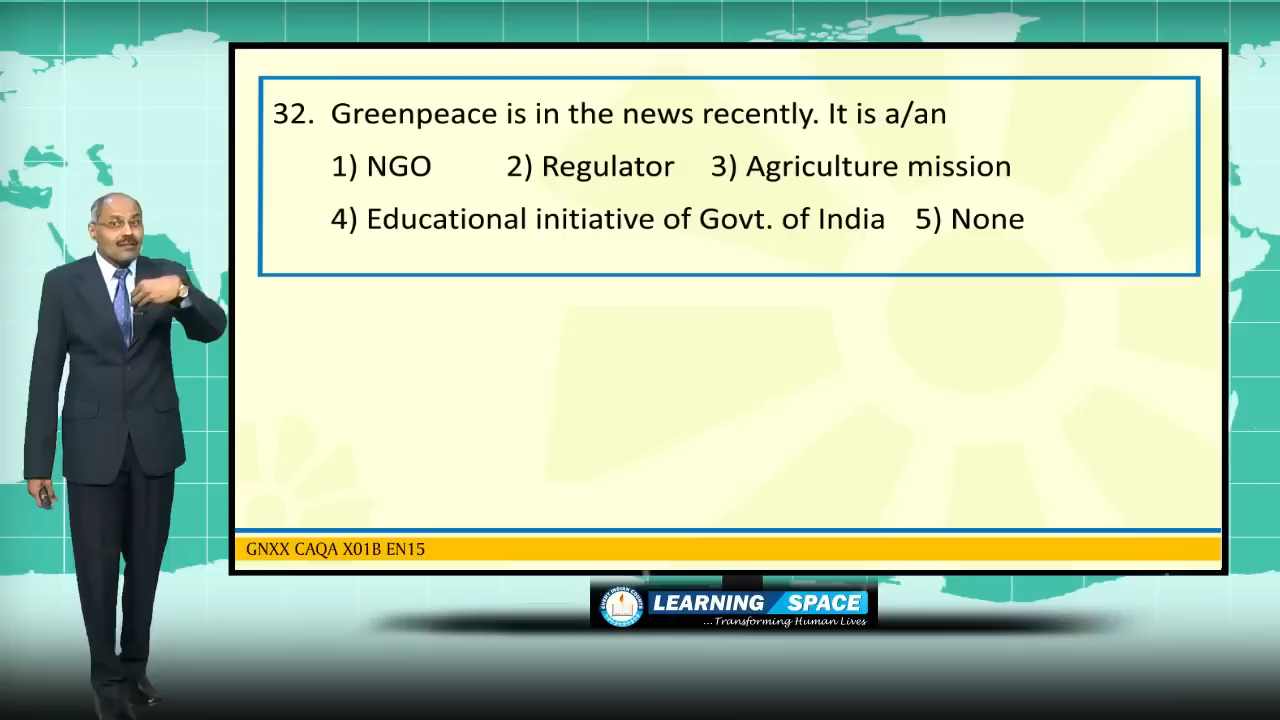 32. Greenpeace is in the news recently. It is a/an
1) NGO 2) Regulator 3) Agriculture mission
4) Educational initiative of Govt. of India 5) None
GNXX CAQA X01B EN15
LEARNING SPACE
...Transforming Human Lives